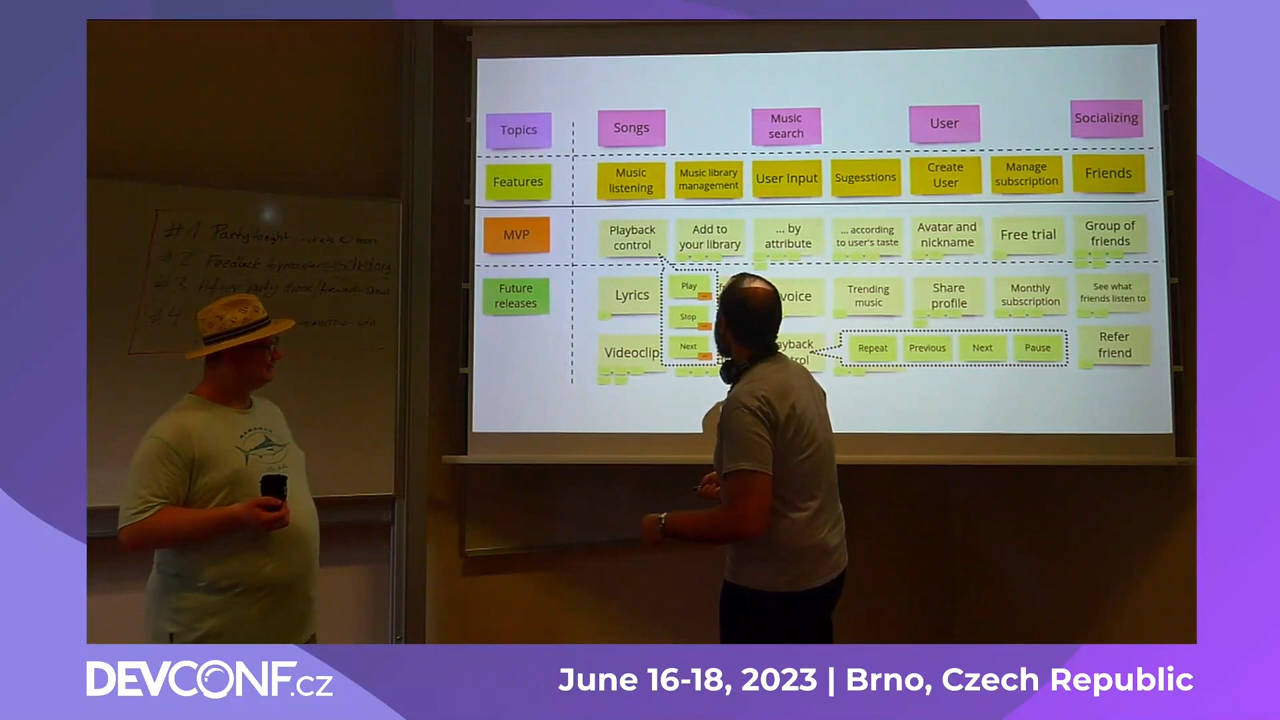 Topics
Songs
Music
search
User
Socializing
Features
Music
listening
Music library
management
User Input
Sugesstions
Create
User
Manage
subscription
Friends
MVP
Playback
control
Add to
your library
... by
attribute
... according
to user's taste
Avatar and
nickname
Free trial
Group of
friends
Future
releases
Lyrics
Play
Stop
Next
voice
Trending
music
Share
profile
Monthly
subscription
See what
friends listen to
Videoclip
Repeat
Previous
Next
Pause
Refer
friend
#1 Party
#2 Feedback
#3
#4
DEVCONF.CZ
June 16-18, 2023 | Brno, Czech Republic